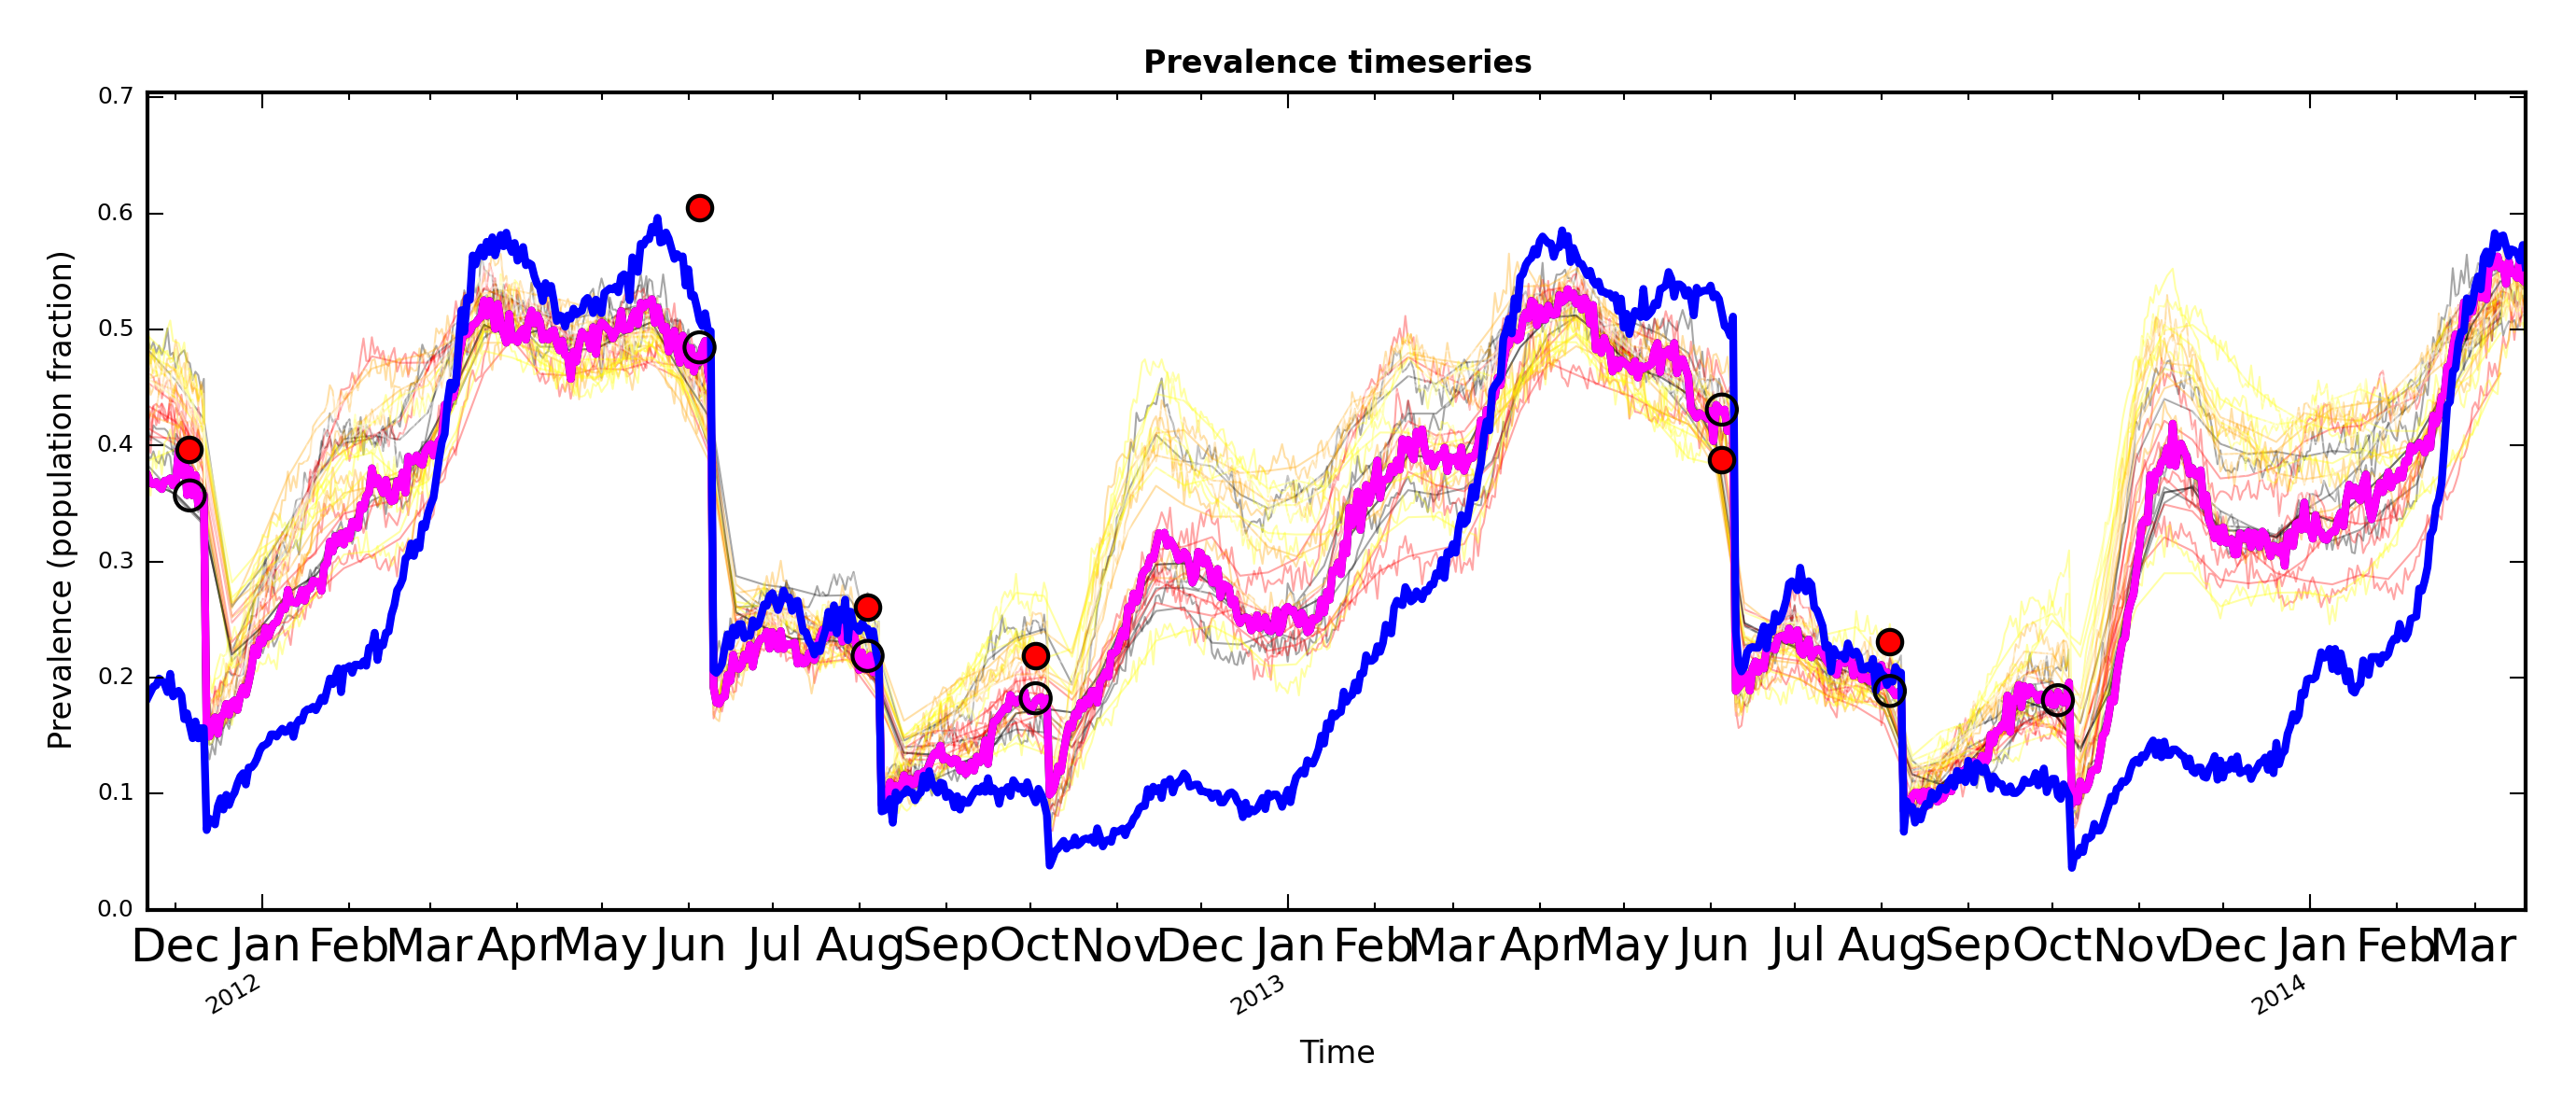 Prevalence timeseries
Prevalence (population fraction)
0.7
0.6
0.5
0.4
0.3
0.2
0.1
0.0
Dec Jan Feb Mar Apr May Jun Jul Aug Sep Oct Nov Dec Jan Feb Mar Apr May Jun Jul Aug Sep Oct Nov Dec Jan Feb Mar
2012 2013 2014
Time